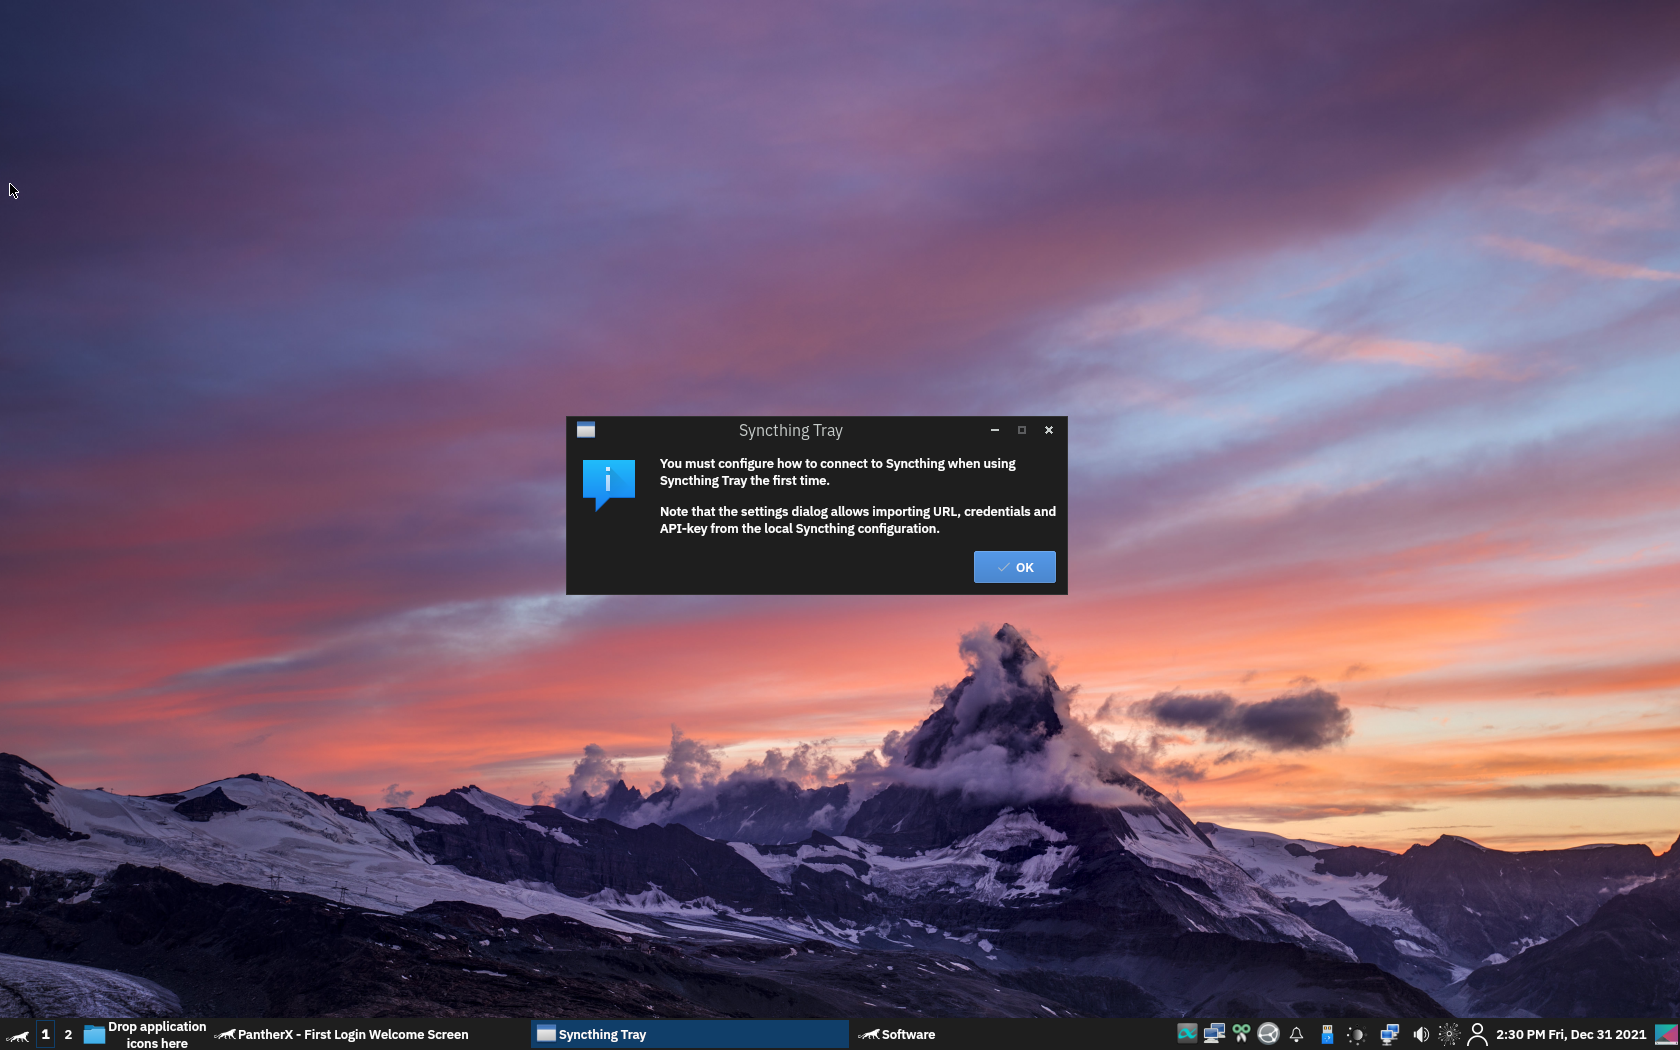 Syncthing Tray
You must configure how to connect to Syncthing when using
Syncthing Tray the first time.
Note that the settings dialog allows importing URL, credentials and
API-key from the local Syncthing configuration.
OK
1
2
Drop application
icons here
PantherX - First Login Welcome Screen
Syncthing Tray
Software
2:30 PM Fri, Dec 31 2021